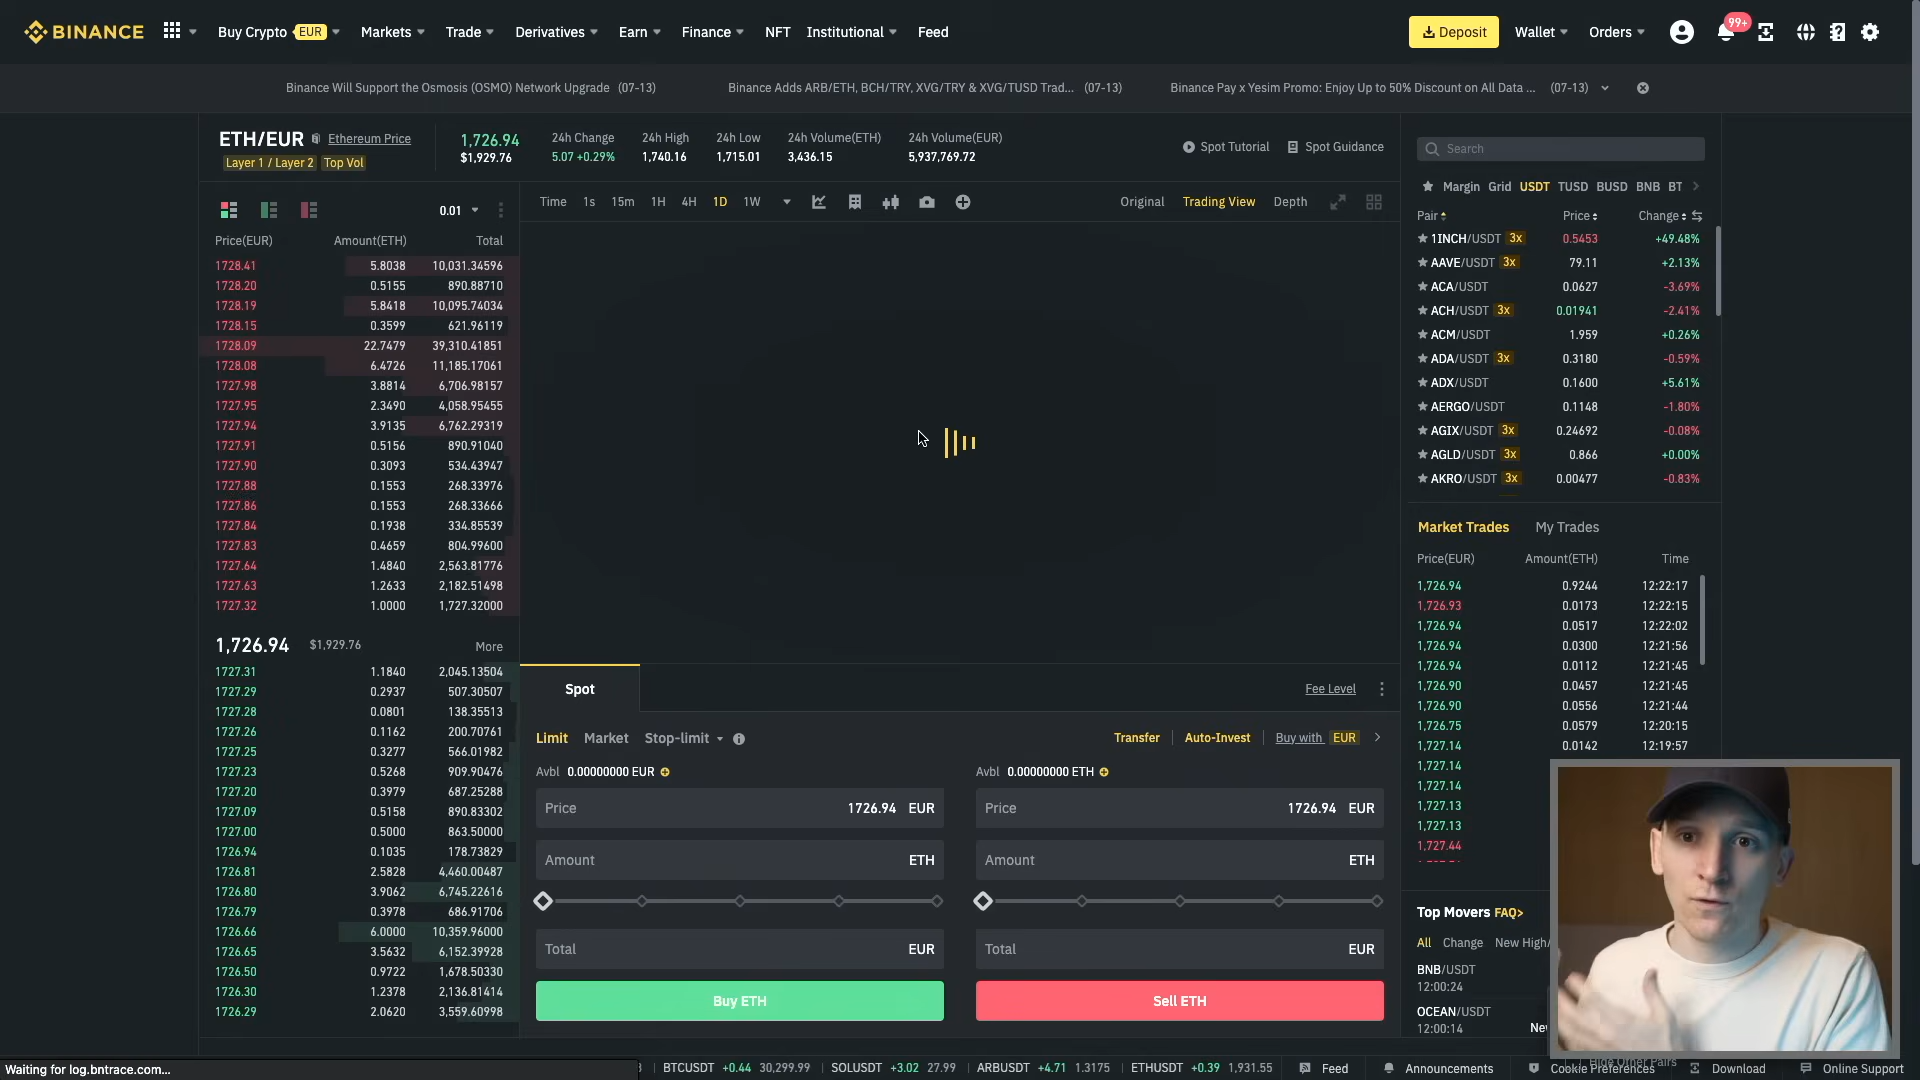 BINANCE
Buy Crypto EUR
Markets
Trade
Derivatives
Earn
Finance
NFT
Institutional
Feed
Deposit
Wallet
Orders
99+
Binance Will Support the Osmosis (OSMO) Network Upgrade (07-13)
Binance Adds ARB/ETH, BCH/TRY, XVG/TRY & XVG/TUSD Trad... (07-13)
Binance Pay x Yesim Promo: Enjoy Up to 50% Discount on All Data ... (07-13)
ETH/EUR
Ethereum Price
Layer 1 / Layer 2
Top Vol
1,726.94
$1,929.76
24h Change
5.07 +0.29%
24h High
1,740.16
24h Low
1,715.01
24h Volume(ETH)
3,436.15
24h Volume(EUR)
5,937,769.72
Spot Tutorial
Spot Guidance
0.01
Price(EUR) Amount(ETH) Total
1728.41 5.8038 10,031.34596
1728.20 0.5155 890.88710
1728.19 5.8418 10,095.74034
1728.15 0.3599 621.96119
1728.09 22.7479 39,310.41851
1728.08 6.4726 11,185.17061
1727.98 3.8814 6,706.98157
1727.95 2.3490 4,058.95455
1727.94 3.9135 6,762.29319
1727.91 0.5156 890.91040
1727.90 0.3093 534.43947
1727.88 0.1553 268.33976
1727.86 0.1553 268.33666
1727.84 0.1938 334.85539
1727.83 0.4659 804.99600
1727.64 1.4840 2,563.81776
1727.63 1.2633 2,182.51498
1727.32 1.0000 1,727.32000
1,726.94 $1,929.76 More
1727.31 1.1840 2,045.13504
1727.29 0.2937 507.30507
1727.28 0.0801 138.35513
1727.26 0.1162 200.70761
1727.25 0.3277 566.01982
1727.23 0.5268 909.90476
1727.20 0.3979 687.25288
1727.09 0.5158 890.83302
1727.00 0.5000 863.50000
1726.94 0.1035 178.73829
1726.81 2.5828 4,460.00487
1726.80 3.9062 6,745.22616
1726.79 0.3978 686.91706
1726.66 6.0000 10,359.96000
1726.65 3.5632 6,152.39928
1726.50 0.9722 1,678.50330
1726.30 1.2378 2,136.81414
1726.29 2.0620 3,559.60998
Time 1s 15m 1H 4H 1D 1W
Original Trading View Depth
Spot
Fee Level
Limit Market Stop-limit
Transfer Auto-Invest Buy with EUR
Avbl 0.00000000 EUR
Price 1726.94 EUR
Amount ETH
Total EUR
Buy ETH
Avbl 0.00000000 ETH
Price 1726.94 EUR
Amount ETH
Total EUR
Sell ETH
Search
Margin Grid USDT TUSD BUSD BNB BT
Pair Price Change
1INCH/USDT 3x 0.5453 +49.48%
AAVE/USDT 3x 79.11 +2.13%
ACA/USDT 0.0627 -3.69%
ACH/USDT 3x 0.01941 -2.41%
ACM/USDT 1.959 +0.26%
ADA/USDT 3x 0.3180 -0.59%
ADX/USDT 0.1600 +5.61%
AERGO/USDT 0.1148 -1.80%
AGIX/USDT 3x 0.24692 -0.08%
AGLD/USDT 3x 0.866 +0.00%
AKRO/USDT 3x 0.00477 -0.83%
Market Trades My Trades
Price(EUR) Amount(ETH) Time
1,726.94 0.9244 12:22:17
1,726.93 0.0173 12:22:15
1,726.94 0.0517 12:22:02
1,726.94 0.0300 12:21:56
1,726.94 0.0112 12:21:45
1,726.90 0.0457 12:21:45
1,726.90 0.0556 12:21:44
1,726.75 0.0579 12:20:15
1,727.14 0.0142 12:19:57
1,727.14
1,727.14
1,727.13
1,727.13
1,727.44
Top Movers FAQ>
All Change New High/
BNB/USDT
12:00:24
OCEAN/USDT
12:00:14
Hide Other Pairs
Waiting for log.bntrace.com...
BTCUSDT +0.44 30,299.99
SOLUSDT +3.02 27.99
ARBUSDT +4.71 1.3175
ETHUSDT +0.39 1,931.55
Feed
Announcements
Cookie Preferences
Download
Online Support